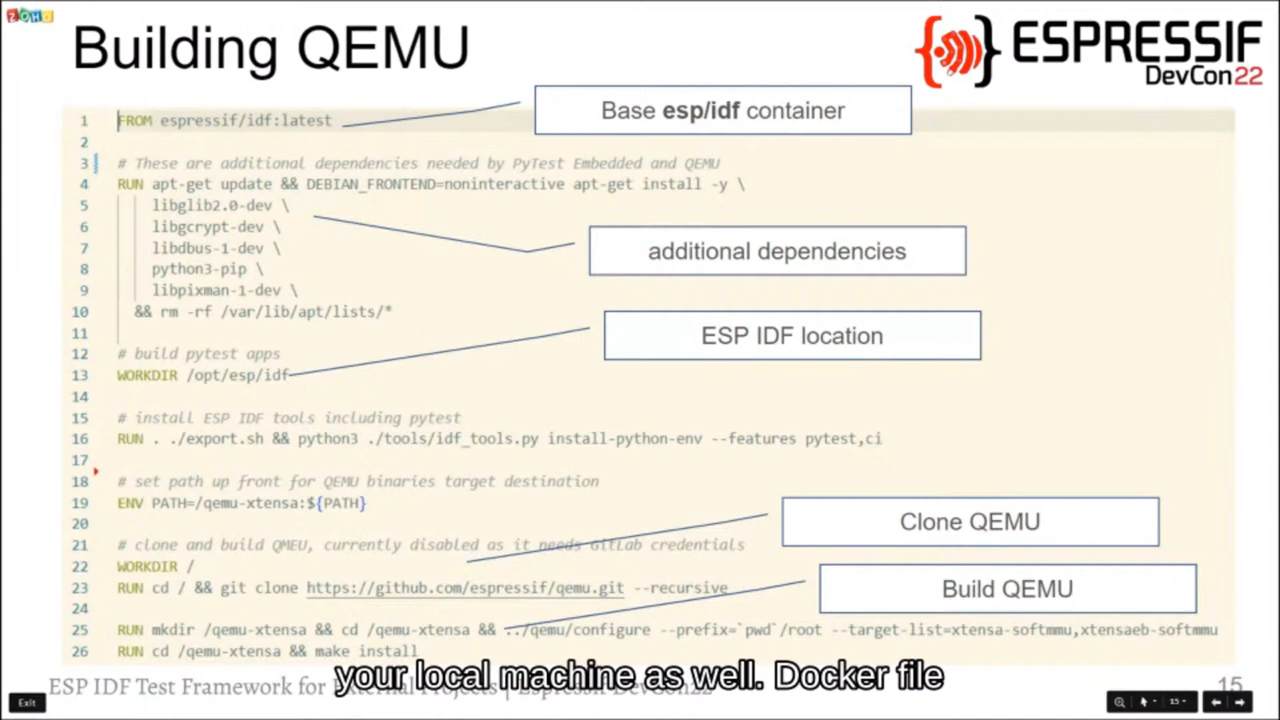 ZOHO
Building QEMU
ESPRESSIF
DevCon22
1 FROM espressif/idf:latest
Base esp/idf container
2
3 # These are additional dependencies needed by PyTest Embedded and QEMU
4 RUN apt-get update && DEBIAN_FRONTEND=noninteractive apt-get install -y \
5 libglib2.0-dev \
6 libgcrypt-dev \
7 libdbus-1-dev \
additional dependencies
8 python3-pip \
9 libpixman-1-dev \
10 && rm -rf /var/lib/apt/lists/*
11
ESP IDF location
12 # build pytest apps
13 WORKDIR /opt/esp/idf
14
15 # install ESP IDF tools including pytest
16 RUN . ./export.sh && python3 ./tools/idf_tools.py install-python-env --features pytest,ci
17
18 # set path up front for QEMU binaries target destination
19 ENV PATH=/qemu-xtensa:${PATH}
20
Clone QEMU
21 # clone and build QMEU, currently disabled as it needs GitLab credentials
22 WORKDIR /
23 RUN cd / && git clone https://github.com/espressif/qemu.git --recursive
Build QEMU
24
25 RUN mkdir /qemu-xtensa && cd /qemu-xtensa && ../qemu/configure --prefix=`pwd`/root --target-list=xtensa-softmmu,xtensaeb-softmmu
26 RUN cd /qemu-xtensa && make install
your local machine as well. Docker file
ESP IDF Test Framework for External Projects | Espressif DevCon22
15
Exit
15